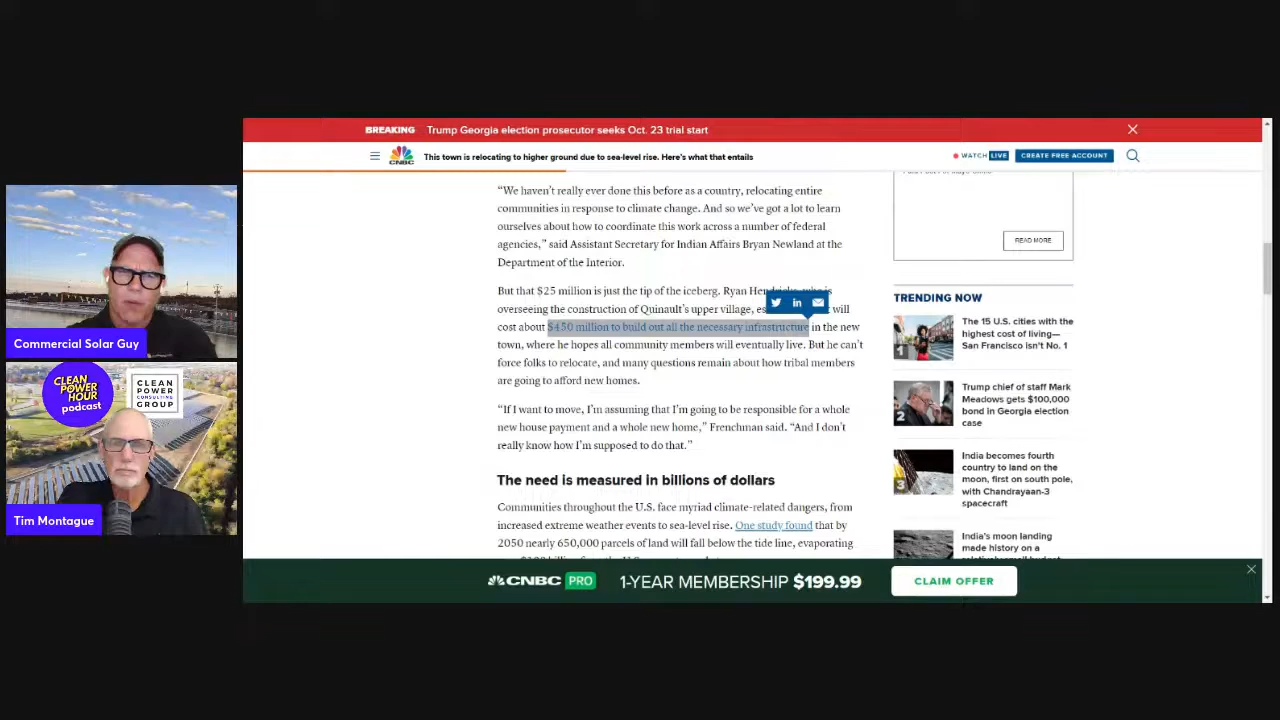 BREAKING Trump Georgia election prosecutor seeks Oct. 23 trial start
This town is relocating to higher ground due to sea-level rise. Here's what that entails
WATCH LIVE
CREATE FREE ACCOUNT
“We haven’t really ever done this before as a country, relocating entire
communities in response to climate change. And so we’ve got a lot to learn
ourselves about how to coordinate this work across a number of federal
agencies,” said Assistant Secretary for Indian Affairs Bryan Newland at the
Department of the Interior.
But that $25 million is just the tip of the iceberg. Ryan
overseeing the construction of Quinault’s upper village, will
cost about $450 million to build out all the necessary infrastructure in the new
town, where he hopes all community members will eventually live. But he can’t
force folks to relocate, and many questions remain about how tribal members
are going to afford new homes.
“If I want to move, I’m assuming that I’m going to be responsible for a whole
new house payment and a whole new home,” Frenchman said. “And I don’t
really know how I’m supposed to do that.”
The need is measured in billions of dollars
Communities throughout the U.S. face myriad climate-related dangers, from
increased extreme weather events to sea-level rise. One study found that by
2050 nearly 650,000 parcels of land will fall below the tide line, evaporating
READ MORE
TRENDING NOW
1
The 15 U.S. cities with the
highest cost of living—
San Francisco isn't No. 1
2
Trump chief of staff Mark
Meadows gets $100,000
bond in Georgia election
case
3
India becomes fourth
country to land on the
moon, first on south pole,
with Chandrayaan-3
spacecraft
India's moon landing
made history on a
CNBC PRO 1-YEAR MEMBERSHIP $199.99 CLAIM OFFER
CNBC
in
Commercial Solar Guy
CLEAN
POWER
HOUR
podcast
CLEAN
POWER
CONSULTING
GROUP
Tim Montague